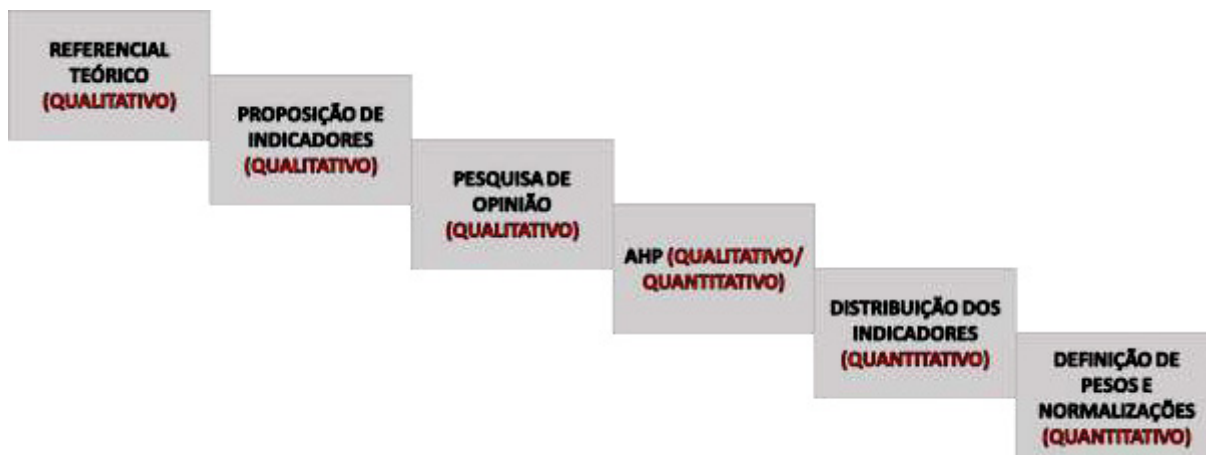 REFERENCIAL
TEÓRICO
(QUALITATIVO)
PROPOSIÇÃO DE
INDICADORES
(QUALITATIVO)
PESQUISA DE
OPINIÃO
(QUALITATIVO)
AHP (QUALITATIVO/
QUANTITATIVO)
DISTRIBUIÇÃO DOS
INDICADORES
(QUANTITATIVO)
DEFINIÇÃO DE
PESOS E
NORMALIZAÇÕES
(QUANTITATIVO)